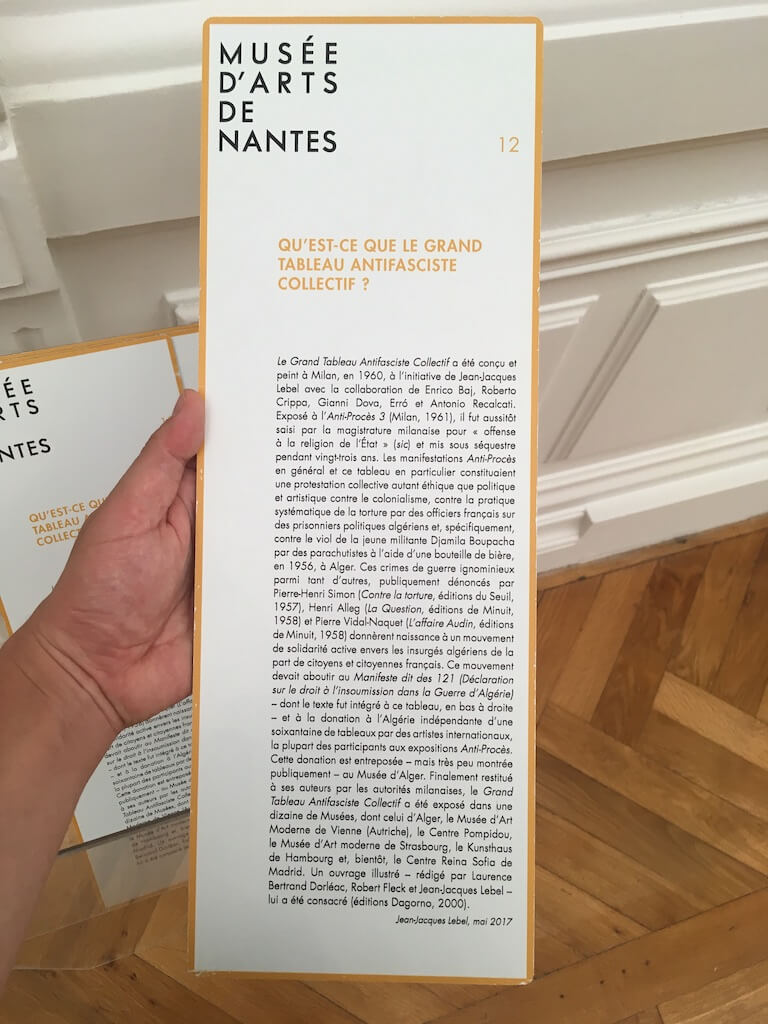 MUSÉE
D'ARTS
DE
NANTES
12
QU'EST-CE QUE LE GRAND
TABLEAU ANTIFASCISTE
COLLECTIF ?
Le Grand Tableau Antifasciste Collectif a été conçu et
peint à Milan, en 1960, à l'initiative de Jean-Jacques
Lebel avec la collaboration de Enrico Baj, Roberto
Crippa, Gianni Dova, Erró et Antonio Recalcati.
Exposé à l'Anti-Procès 3 (Milan, 1961), il fut aussitôt
saisi par la magistrature milanaise pour « offense
à la religion de l'État » (sic) et mis sous séquestre
pendant vingt-trois ans. Les manifestations Anti-Procès
en général et ce tableau en particulier constituaient
une protestation collective autant éthique que politique
et artistique contre le colonialisme, contre la pratique
systématique de la torture par des officiers français sur
des prisonniers politiques algériens et, spécifiquement,
contre le viol de la jeune militante Djamila Boupacha
par des parachutistes à l'aide d'une bouteille de bière,
en 1956, à Alger. Ces crimes de guerre ignominieux
parmi tant d'autres, publiquement dénoncés par
Pierre-Henri Simon (Contre la torture, éditions du Seuil,
1957), Henri Alleg (La Question, éditions de Minuit,
1958) et Pierre Vidal-Naquet (L'affaire Audin, éditions
de Minuit, 1958) donnèrent naissance à un mouvement
de solidarité active envers les insurgés algériens de la
part de citoyens et citoyennes français. Ce mouvement
devait aboutir au Manifeste dit des 121 (Déclaration
sur le droit à l'insoumission dans la Guerre d'Algérie)
– dont le texte fut intégré à ce tableau, en bas à droite
– et à la donation à l'Algérie indépendante d'une
soixantaine de tableaux par des artistes internationaux,
la plupart des participants aux expositions Anti-Procès.
Cette donation est entreposée – mais très peu montrée
publiquement – au Musée d'Alger. Finalement restitué
à ses auteurs par les autorités milanaises, le Grand
Tableau Antifasciste Collectif a été exposé dans une
dizaine de Musées, dont celui d'Alger, le Musée d'Art
Moderne de Vienne (Autriche), le Centre Pompidou,
le Musée d'Art moderne de Strasbourg, le Kunsthaus
de Hambourg et, bientôt, le Centre Reina Sofia de
Madrid. Un ouvrage illustré – rédigé par Laurence
Bertrand Dorléac, Robert Fleck et Jean-Jacques Lebel –
lui a été consacré (éditions Dagorno, 2000).
Jean-Jacques Lebel, mai 2017